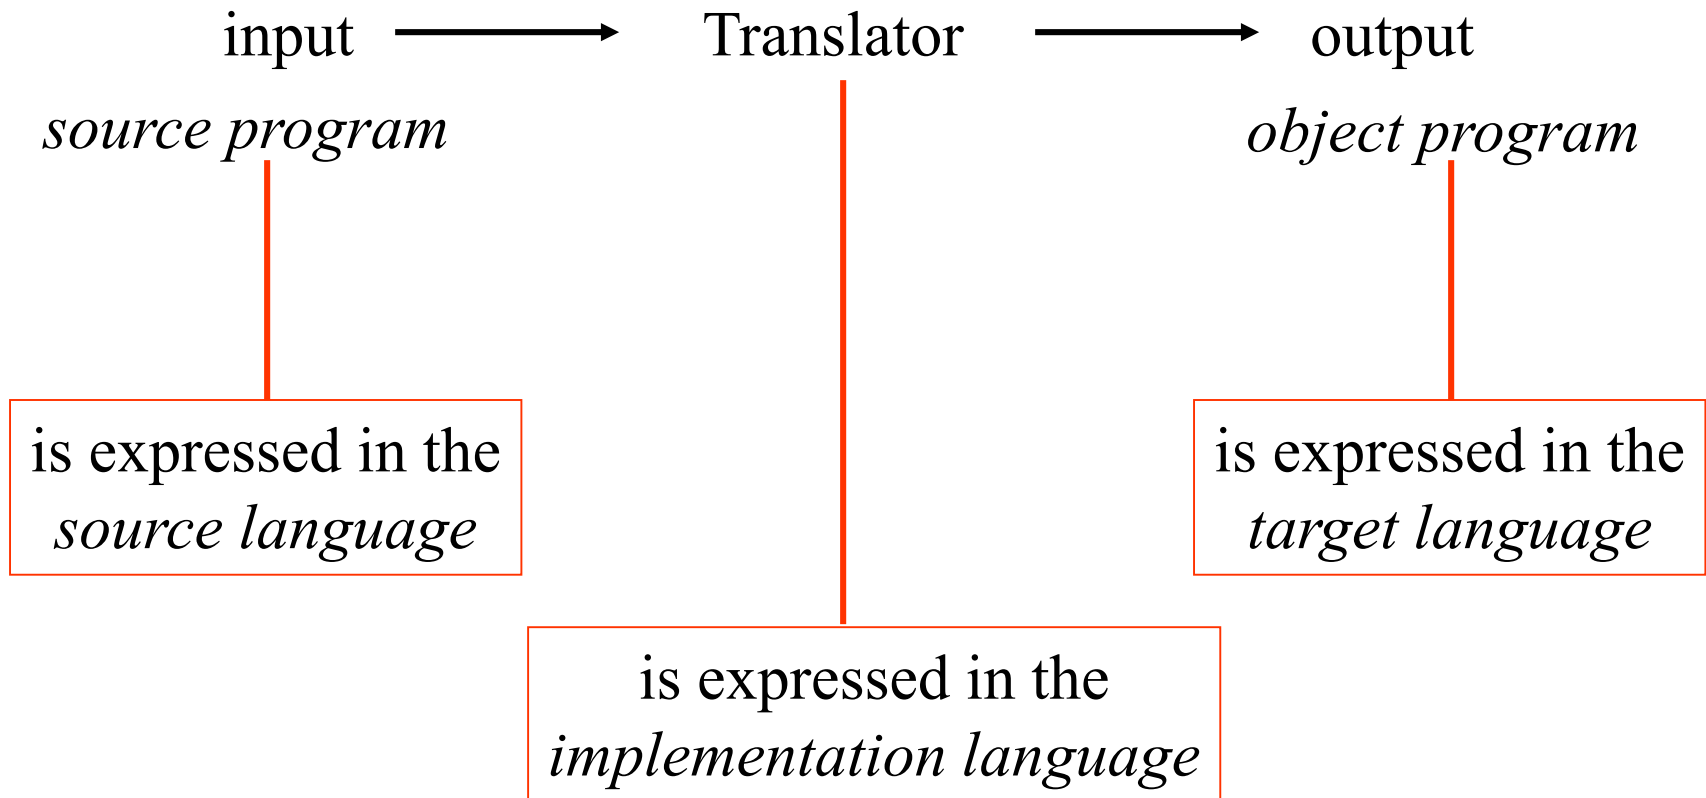 input Translator output
source program object program
is expressed in the
source language
is expressed in the
target language
is expressed in the
implementation language